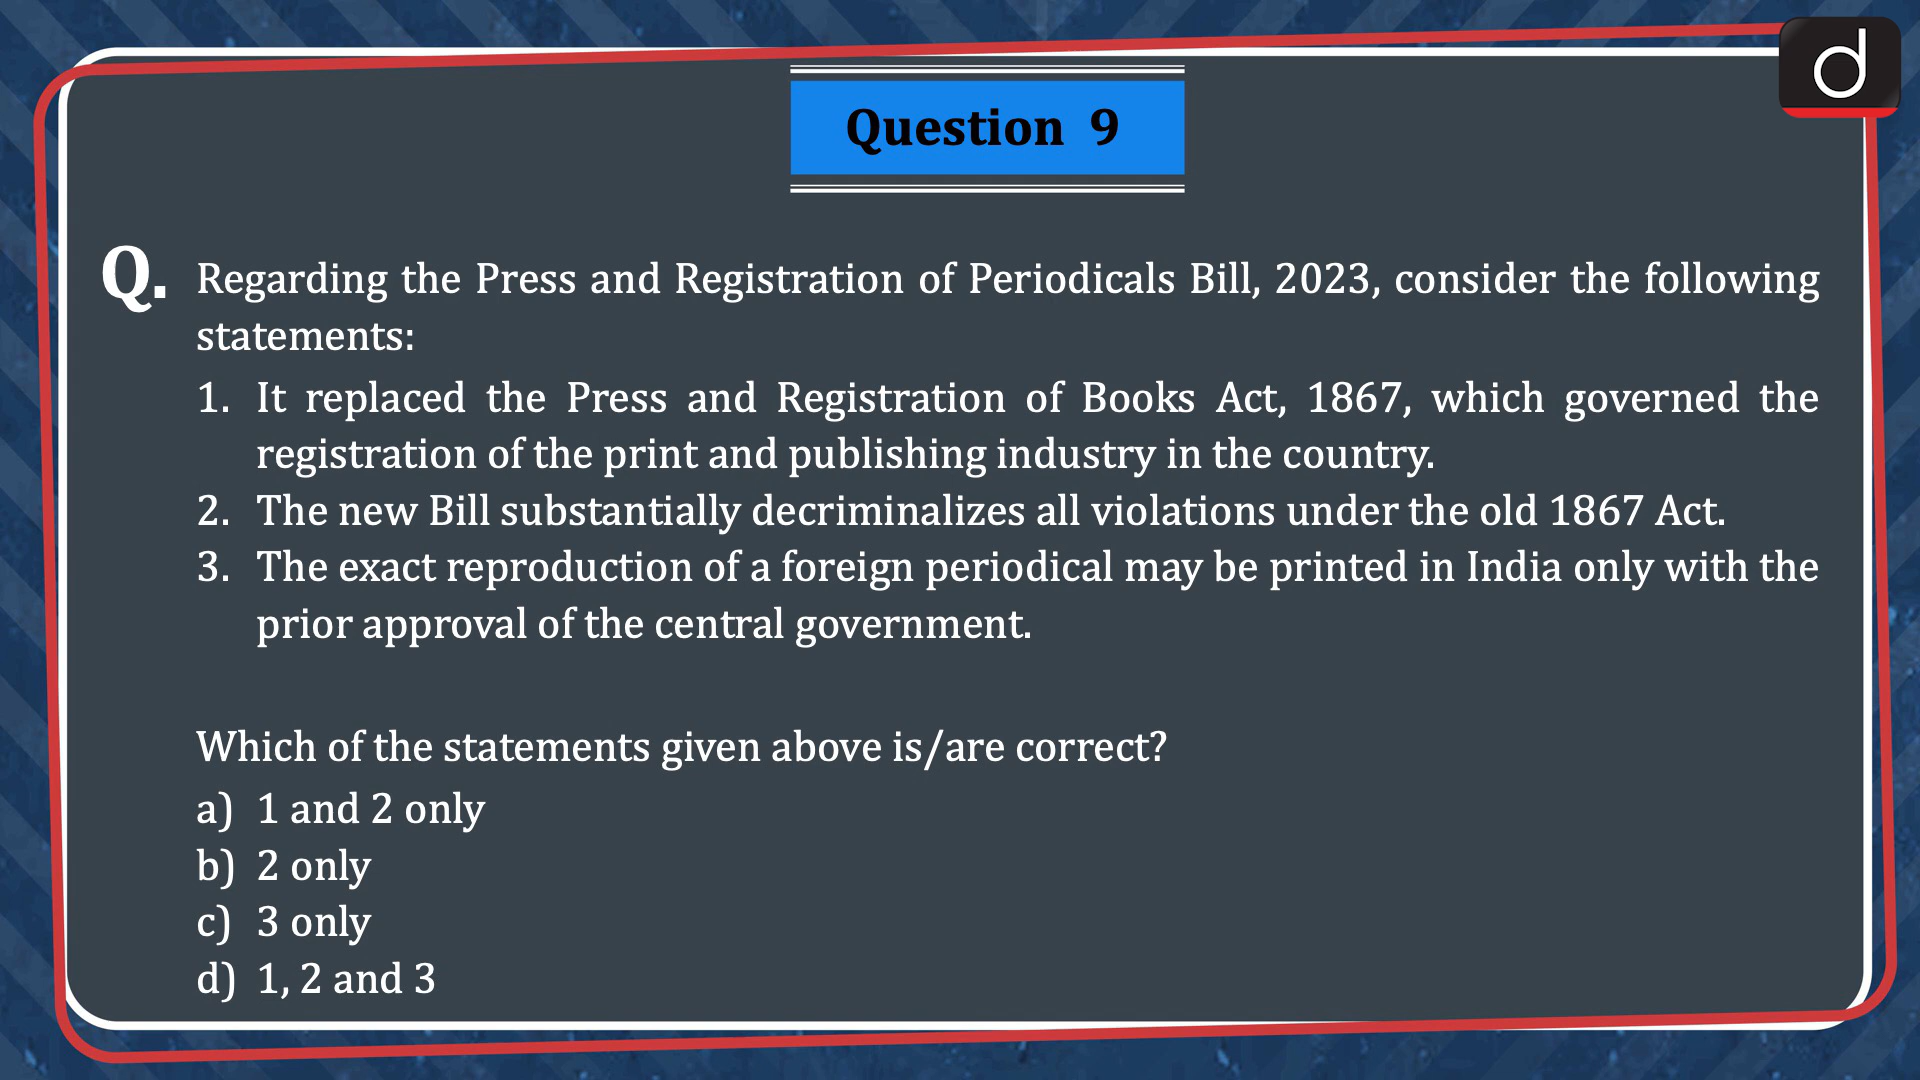 d
Question 9
Q. Regarding the Press and Registration of Periodicals Bill, 2023, consider the following
statements:
1. It replaced the Press and Registration of Books Act, 1867, which governed the
registration of the print and publishing industry in the country.
2. The new Bill substantially decriminalizes all violations under the old 1867 Act.
3. The exact reproduction of a foreign periodical may be printed in India only with the
prior approval of the central government.
Which of the statements given above is/are correct?
a) 1 and 2 only
b) 2 only
c) 3 only
d) 1, 2 and 3